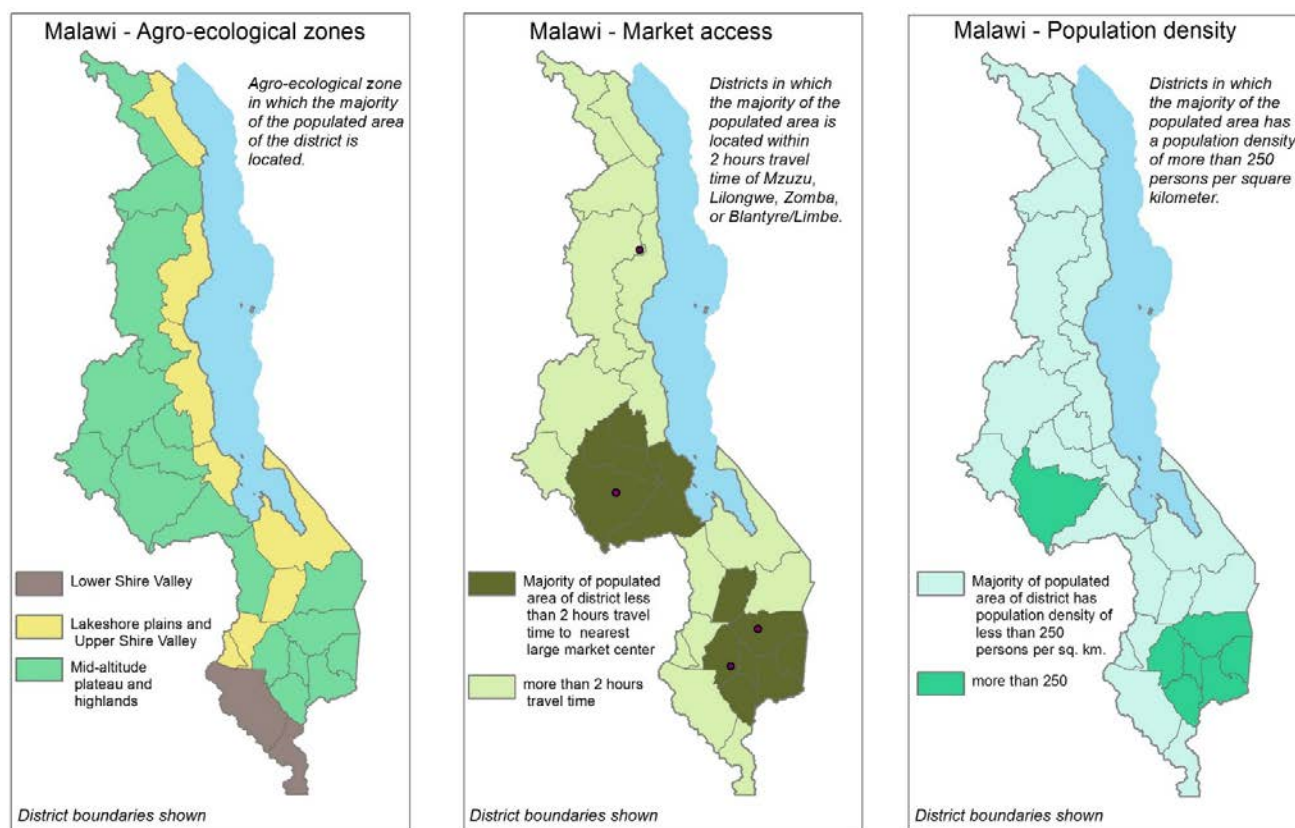 Malawi - Agro-ecological zones
Agro-ecological zone
in which the majority
of the populated area
of the district is
located.
Lower Shire Valley
Lakeshore plains and
Upper Shire Valley
Mid-altitude
plateau and
highlands
District boundaries shown
Malawi - Market access
Districts in which
the majority of the
populated area is
located within
2 hours travel
time of Mzuzu,
Lilongwe, Zomba,
or Blantyre/Limbe.
Majority of populated
area of district less
than 2 hours travel
time to nearest
large market center
more than 2 hours
travel time
District boundaries shown
Malawi - Population density
Districts in which
the majority of the
populated area has
a population density
of more than 250
persons per square
kilometer.
Majority of populated
area of district has
population density of
less than 250
persons per sq. km.
more than 250
District boundaries shown